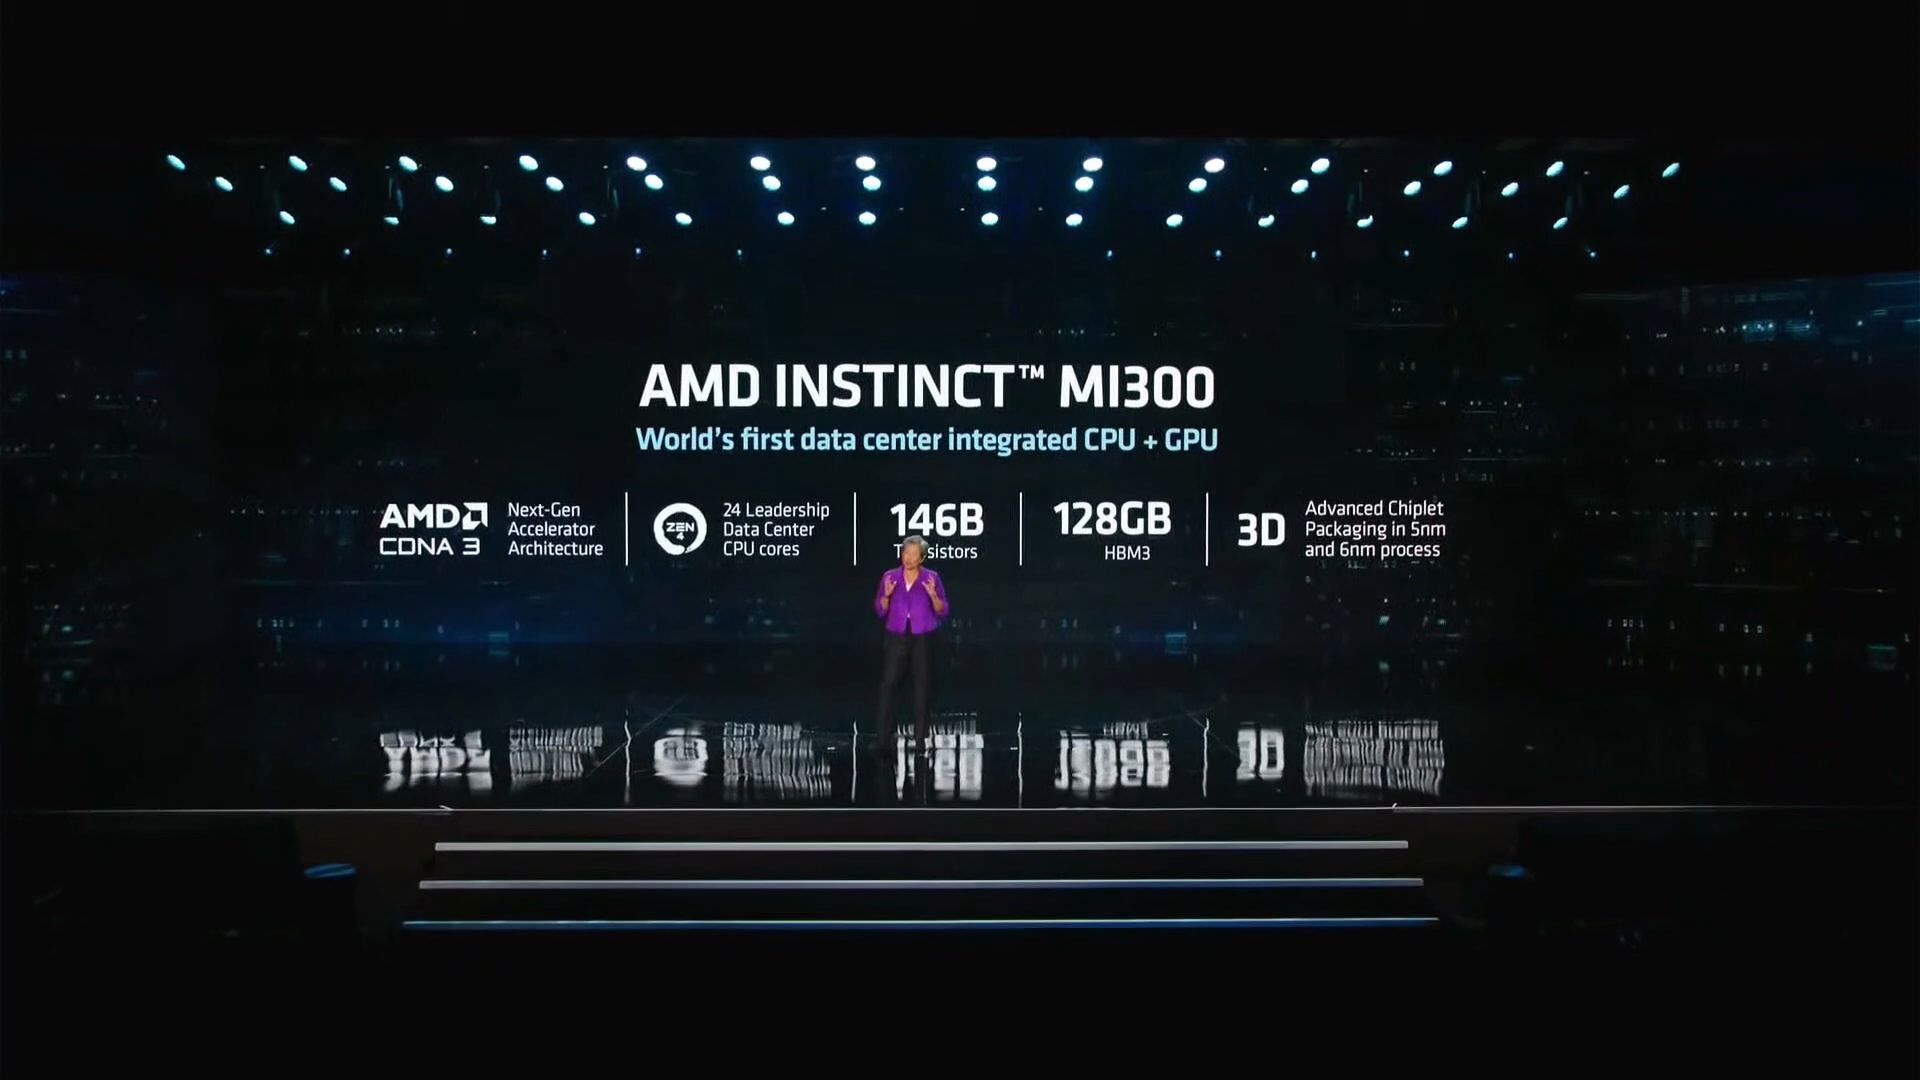 AMD INSTINCT™ MI300
World's first data center integrated CPU + GPU
AMD
CDNA 3
Next-Gen
Accelerator
Architecture
ZEN
4
24 Leadership
Data Center
CPU cores
146B
128GB
HBM3
3D
Advanced Chiplet
Packaging in 5nm
and 6nm process